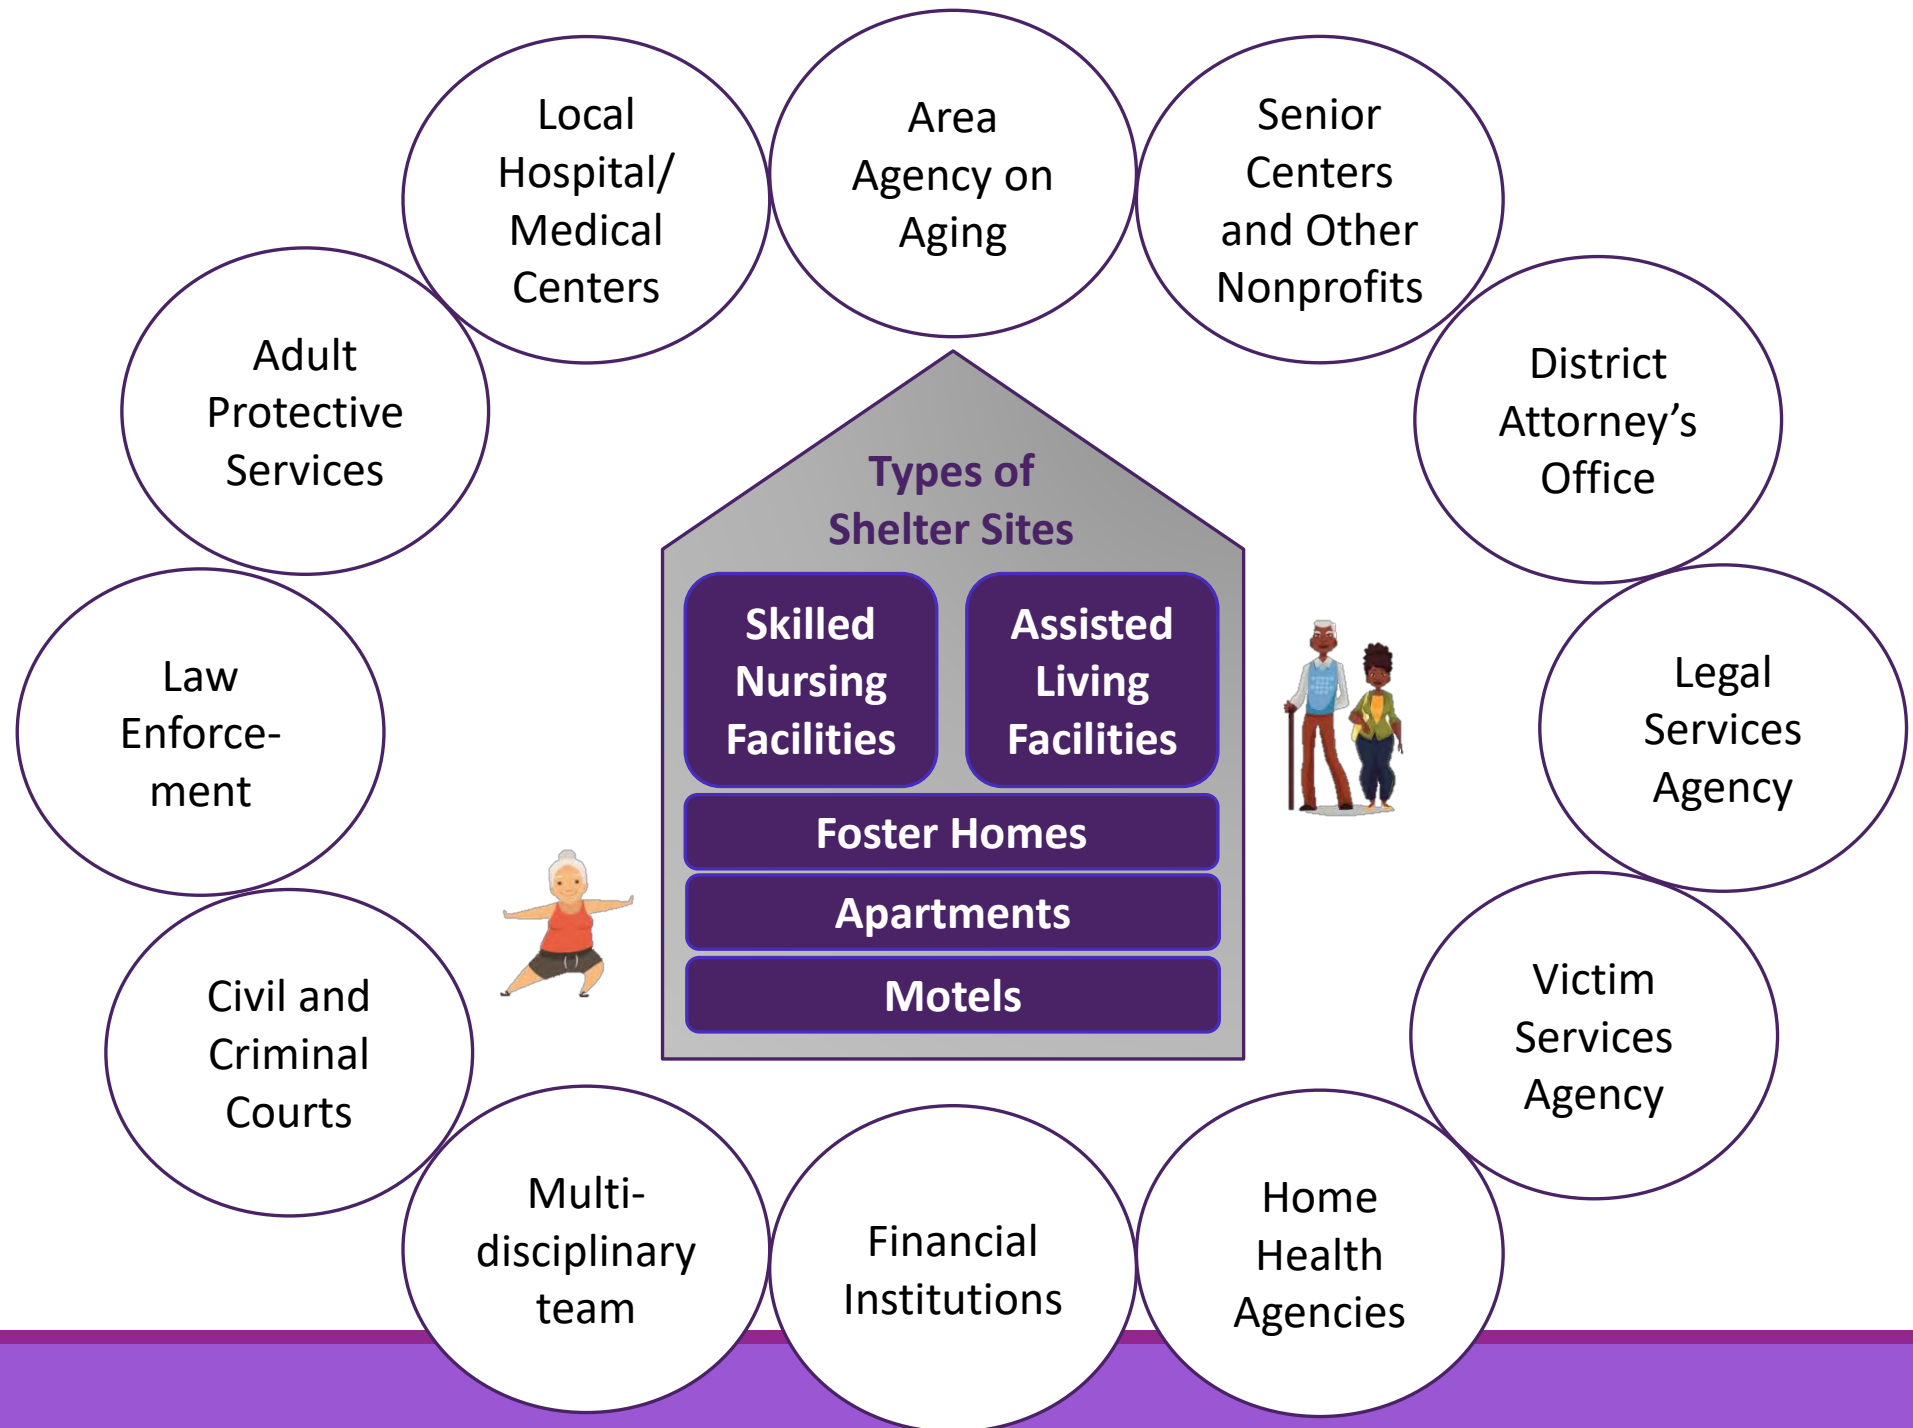 Local
Hospital/
Medical
Centers
Area
Agency on
Aging
Senior
Centers
and Other
Nonprofits
Adult
Protective
Services
District
Attorney’s
Office
Types of
Shelter Sites
Skilled
Nursing
Facilities
Assisted
Living
Facilities
Foster Homes
Apartments
Motels
Law
Enforce-
ment
Legal
Services
Agency
Civil and
Criminal
Courts
Victim
Services
Agency
Multi-
disciplinary
team
Financial
Institutions
Home
Health
Agencies